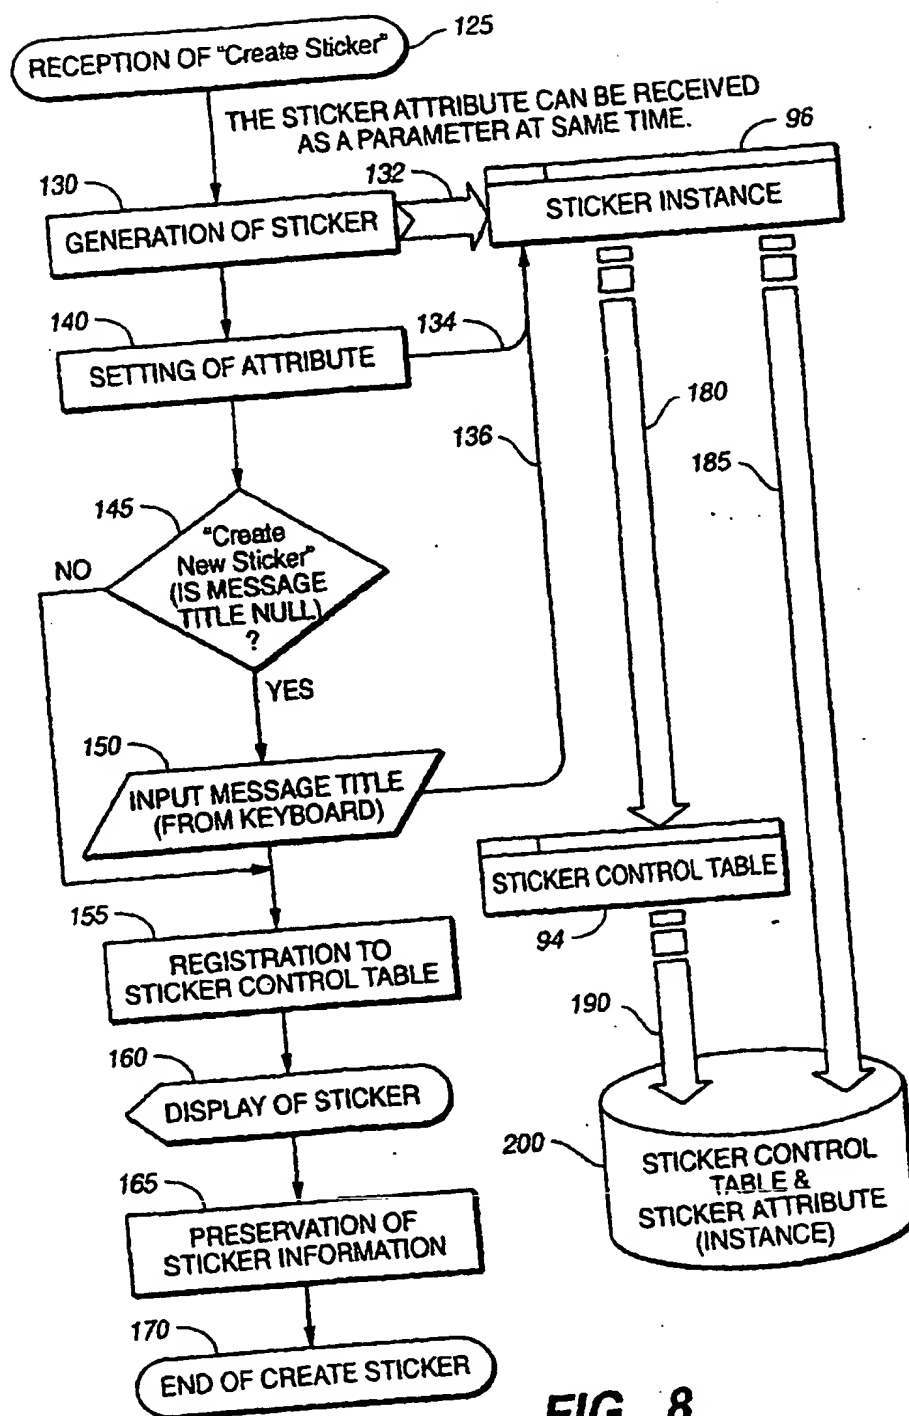 RECEPTION OF "Create Sticker"
125
THE STICKER ATTRIBUTE CAN BE RECEIVED
AS A PARAMETER AT SAME TIME.
130
132
96
GENERATION OF STICKER
STICKER INSTANCE
140
134
SETTING OF ATTRIBUTE
136
180
185
145
"Create
New Sticker"
(IS MESSAGE
TITLE NULL)
?
NO
YES
150
INPUT MESSAGE TITLE
(FROM KEYBOARD)
STICKER CONTROL TABLE
94
155
REGISTRATION TO
STICKER CONTROL TABLE
190
160
DISPLAY OF STICKER
200
STICKER CONTROL
TABLE &
STICKER ATTRIBUTE
(INSTANCE)
165
PRESERVATION OF
STICKER INFORMATION
170
END OF CREATE STICKER
FIG. 8